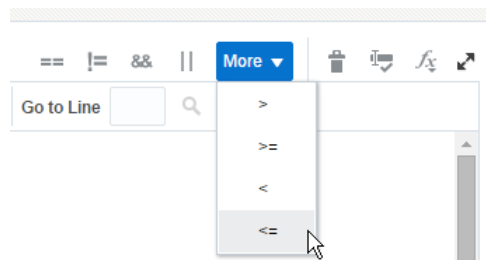 == != && || More
Go to Line
>
>=
<
<=